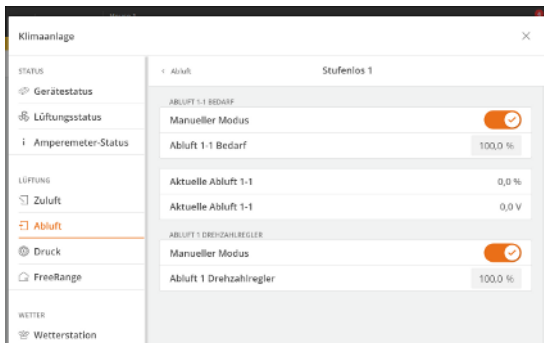 Klimaanlage
STATUS
Gerätestatus
Lüftungsstatus
Amperemeter-Status
LÜFTUNG
Zuluft
Abluft
Druck
FreeRange
WETTER
Wetterstation
< Abluft
Stufenlos 1
ABLUFT 1-1 BEDARF
Manueller Modus
Abluft 1-1 Bedarf 100,0 %
Aktuelle Abluft 1-1 0,0 %
Aktuelle Abluft 1-1 0,0 V
ABLUFT 1 DREHZAHLREGLER
Manueller Modus
Abluft 1 Drehzahlregler 100,0 %